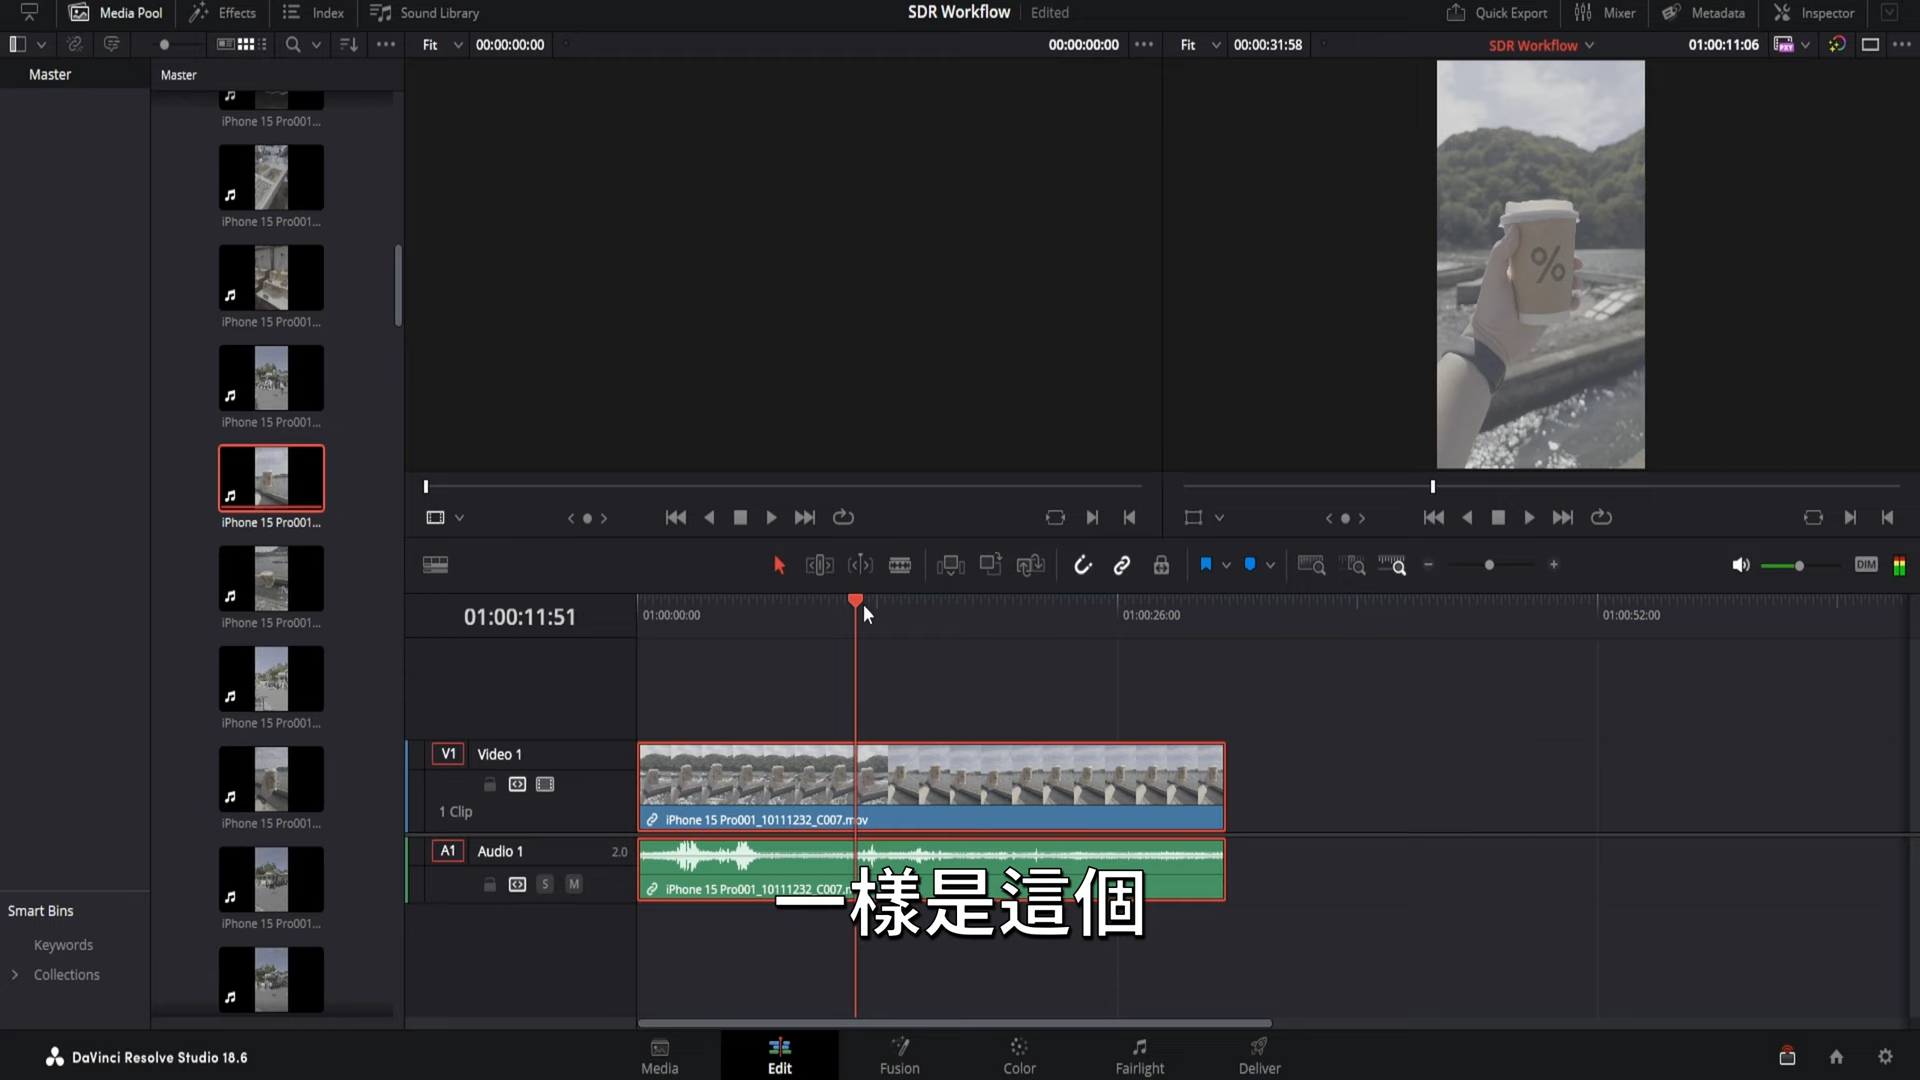 Media Pool
Effects
Index
Sound Library
SDR Workflow
Edited
Quick Export
Mixer
Metadata
Inspector
Fit
00:00:00:00
00:00:00:00
Fit
00:00:31:58
SDR Workflow
01:00:11:06
PXY
Master
Master
iPhone 15 Pro001...
iPhone 15 Pro001...
iPhone 15 Pro001...
iPhone 15 Pro001...
iPhone 15 Pro001...
iPhone 15 Pro001...
iPhone 15 Pro001...
iPhone 15 Pro001...
iPhone 15 Pro001...
%
DIM
01:00:11:51
01:00:00:00
01:00:26:00
01:00:52:00
V1
Video 1
1 Clip
iPhone 15 Pro001_10111232_C007.mov
A1
Audio 1
2.0
S
M
iPhone 15 Pro001_10111232_C007.m
一樣是這個
Smart Bins
Keywords
Collections
DaVinci Resolve Studio 18.6
Media
Edit
Fusion
Color
Fairlight
Deliver